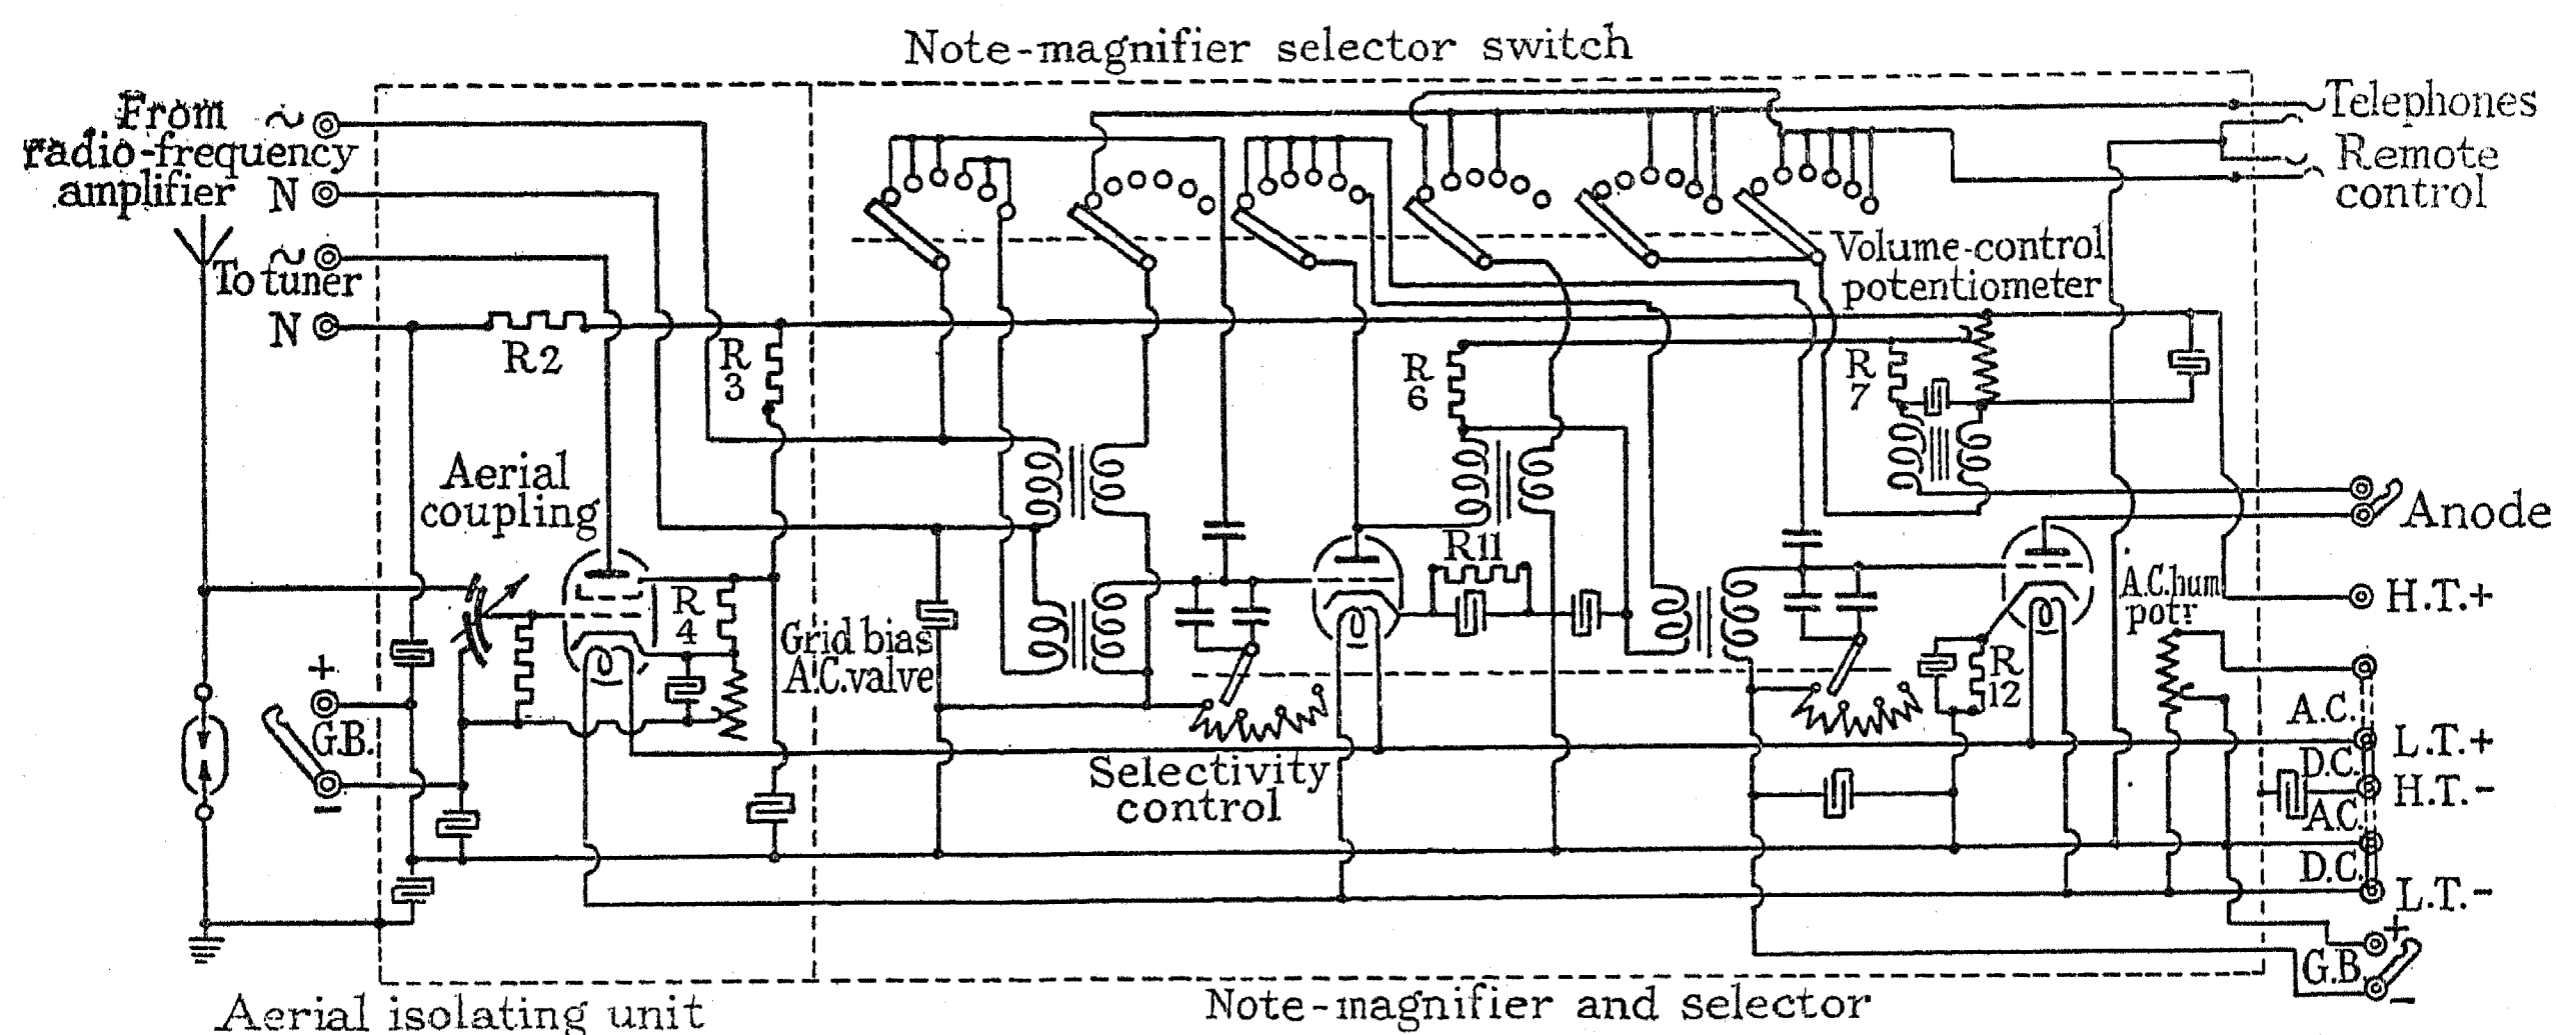 Note-magnifier selector switch
From
radio-frequency
amplifier
~
N
~
To tuner
N
Telephones
Remote
control
Volume-control
potentiometer
R2
R
3
R
6
R
7
Aerial
coupling
Anode
R11
A.C. hum
potr.
H.T.+
R
4
Grid bias
A.C. valve
+
G.B.
-
R
12
A.C.
L.T.+
D.C.
H.T.-
A.C.
D.C.
L.T.-
Selectivity
control
+
G.B.
-
Aerial isolating unit
Note-magnifier and selector